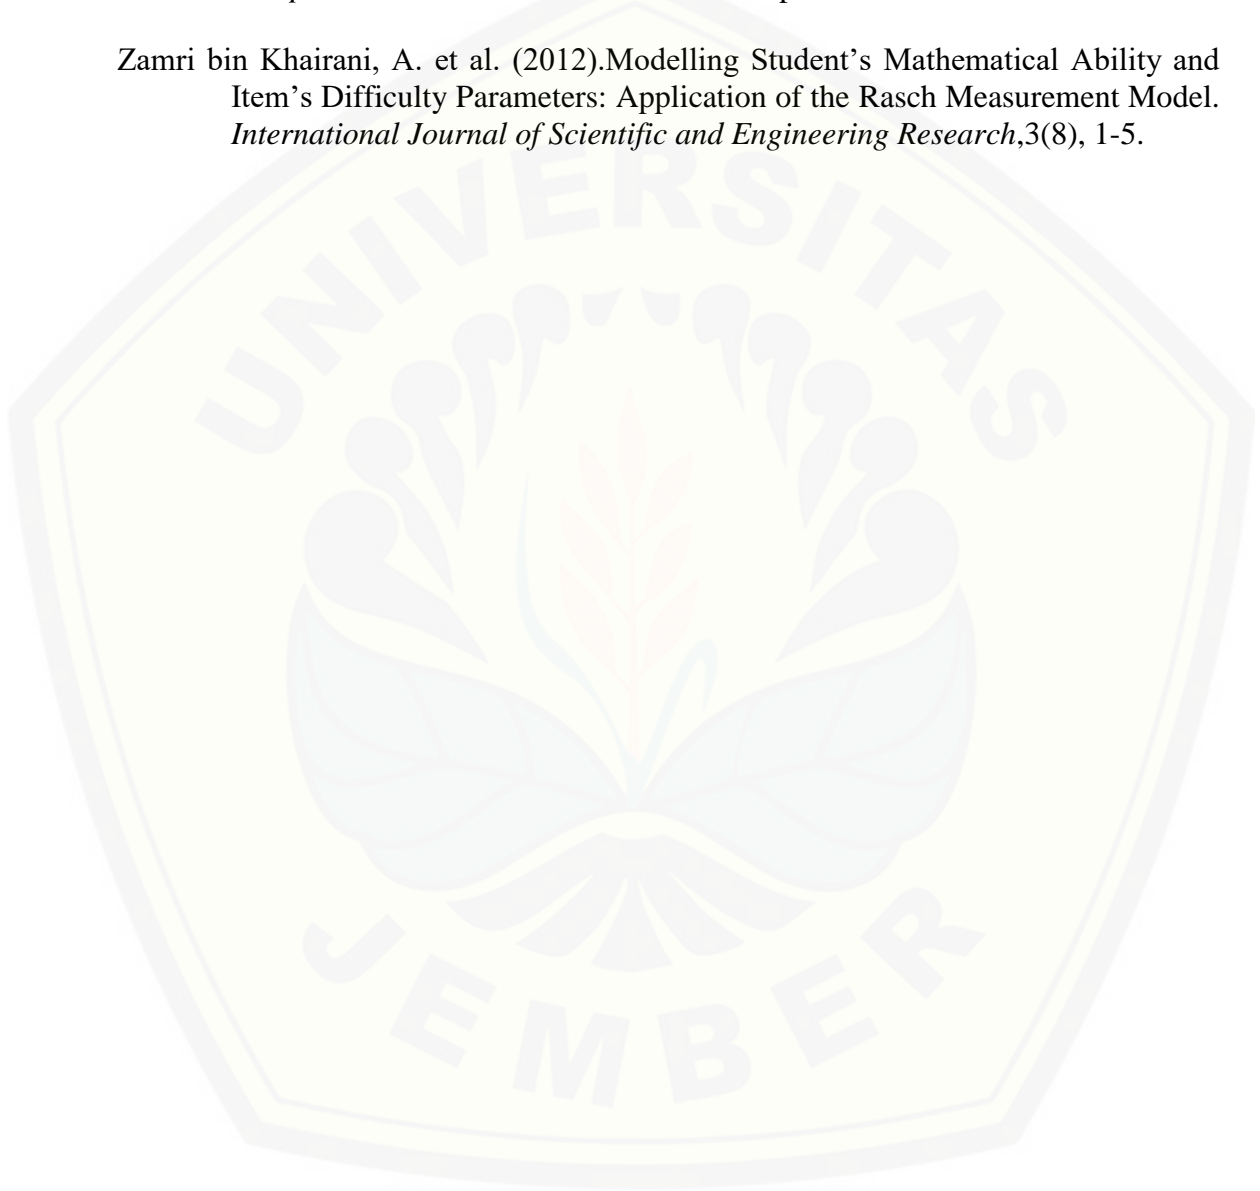 Zamri bin Khairani, A. et al. (2012).Modelling Student’s Mathematical Ability and
Item’s Difficulty Parameters: Application of the Rasch Measurement Model.
International Journal of Scientific and Engineering Research,3(8), 1-5.
UNIVERSITAS
JEMBER